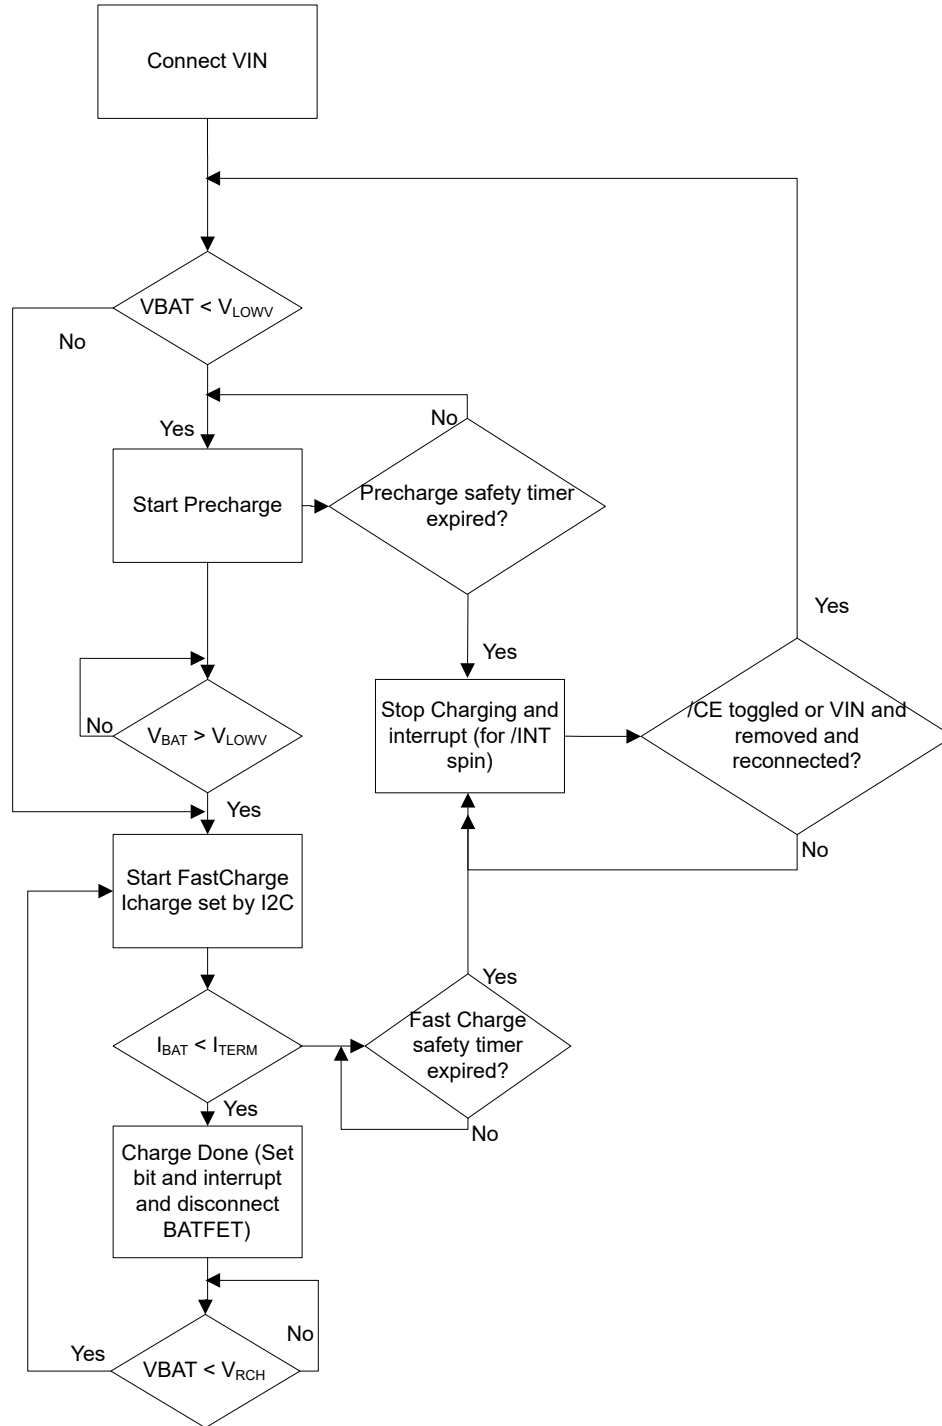 Connect VIN
VBAT < VLOWV
No
Yes
No
Start Precharge
Precharge safety timer
expired?
Yes
Yes
No
VBAT > VLOWV
Stop Charging and
interrupt (for /INT
spin)
/CE toggled or VIN and
removed and
reconnected?
Yes
No
Start FastCharge
Icharge set by I2C
Yes
IBAT < ITERM
Fast Charge
safety timer
expired?
Yes
No
Charge Done (Set
bit and interrupt
and disconnect
BATFET)
No
Yes
VBAT < VRCH